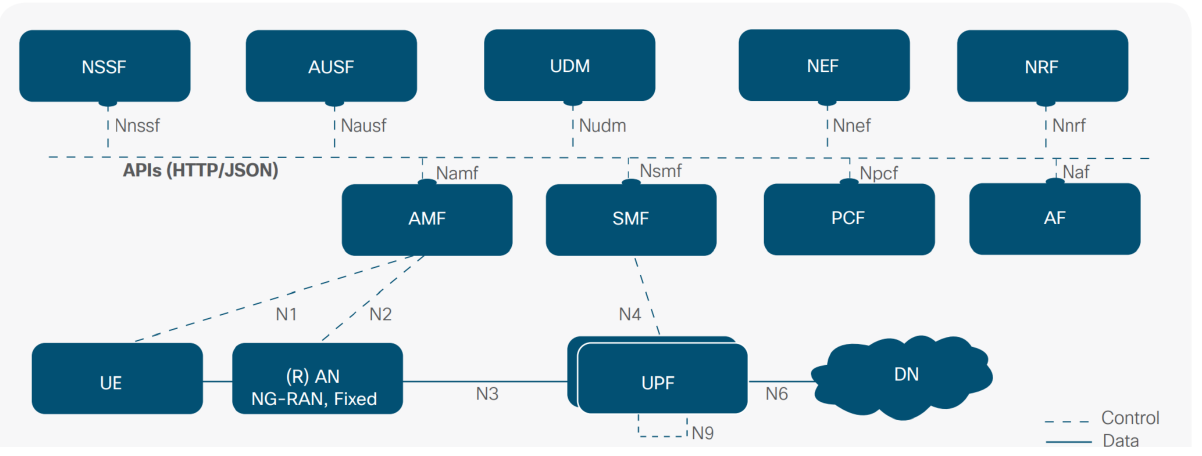 NSSF
AUSF
UDM
NEF
NRF
Nnssf
Nausf
Nudm
Nnef
Nnrf
APIs (HTTP/JSON)
Namf
Nsmf
Npcf
Naf
AMF
SMF
PCF
AF
N1
N2
N4
UE
(R) AN
NG-RAN, Fixed
N3
UPF
N6
DN
N9
Control
Data